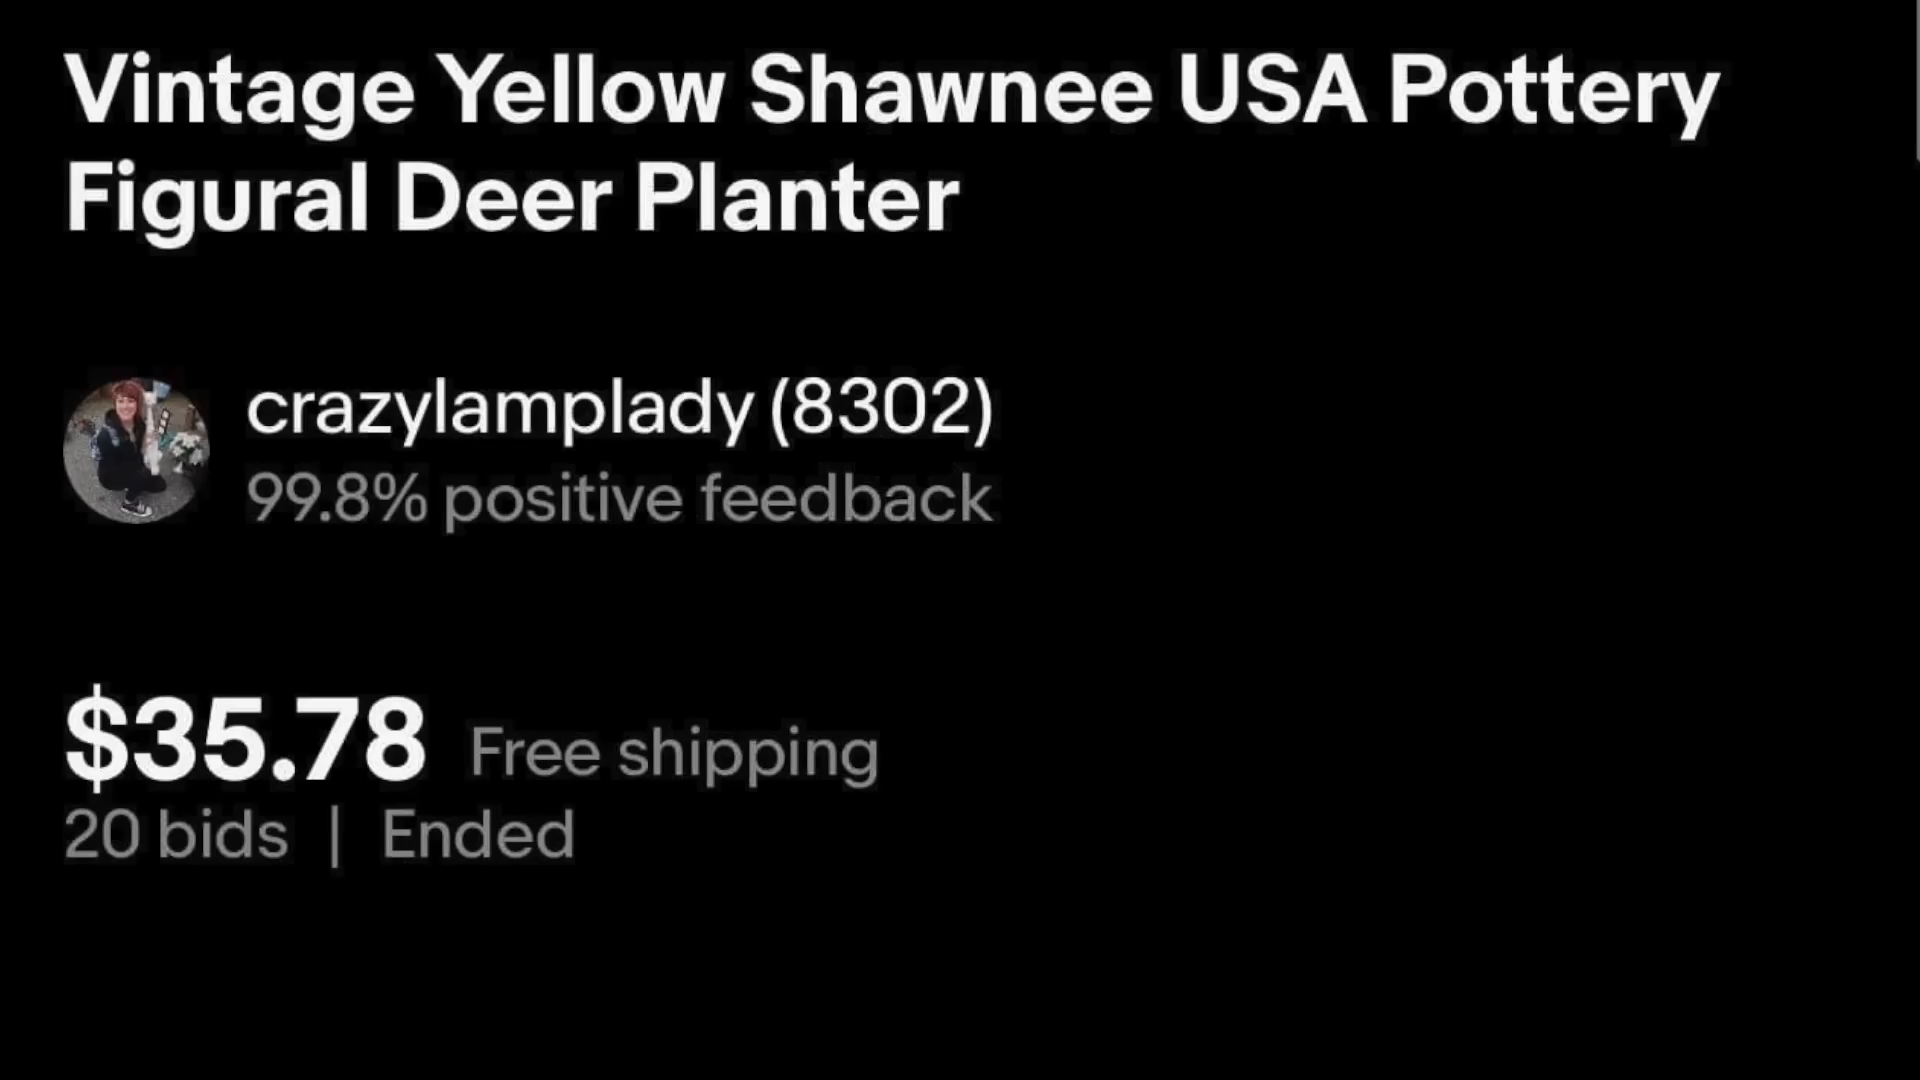 Vintage Yellow Shawnee USA Pottery
Figural Deer Planter
crazylamplady (8302)
99.8% positive feedback
$35.78 Free shipping
20 bids | Ended